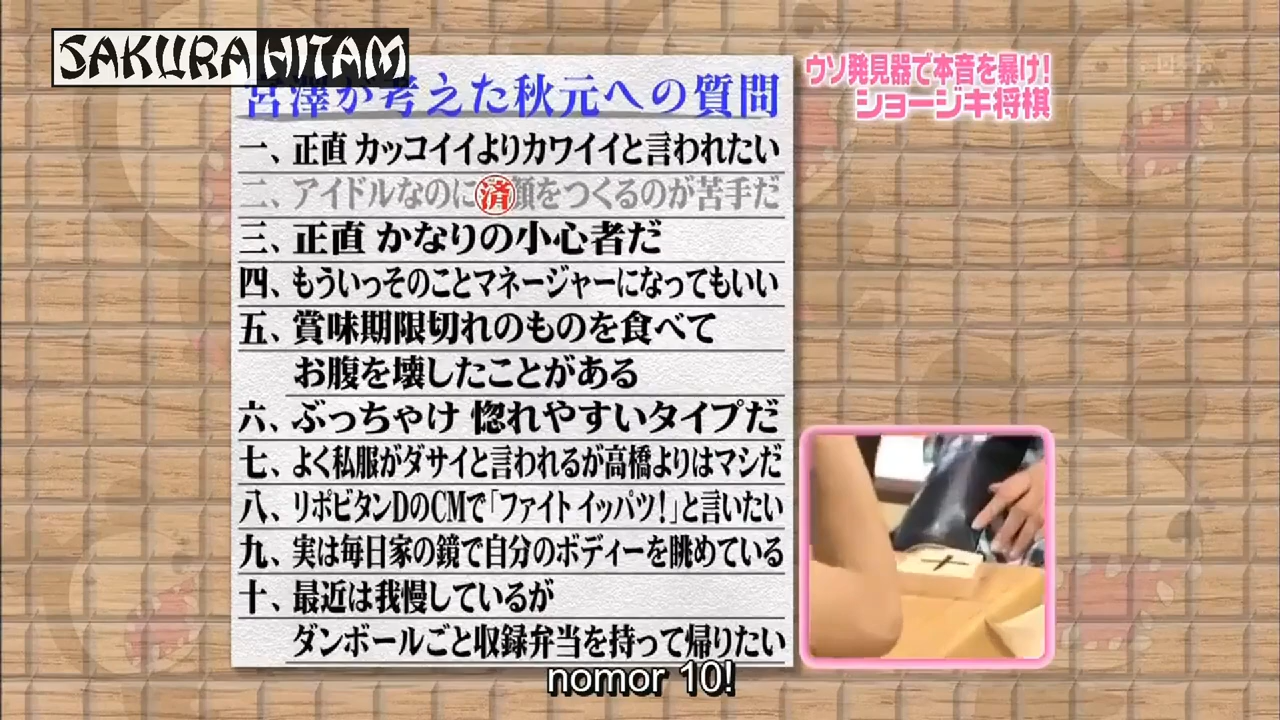 SAKURA HITAM
宮澤が考えた秋元への質問
ウソ発見器で本音を暴け!
ショージキ将棋
一、正直 カッコイイよりカワイイと言われたい
二、アイドルなのに済顔をつくるのが苦手だ
三、正直 かなりの小心者だ
四、もういっそのことマネージャーになってもいい
五、賞味期限切れのものを食べて
お腹を壊したことがある
六、ぶっちゃけ 惚れやすいタイプだ
七、よく私服がダサイと言われるが高橋よりはマシだ
八、リポビタンDのCMで「ファイト イッパツ!」と言いたい
九、実は毎日家の鏡で自分のボディーを眺めている
十、最近は我慢しているが
ダンボールごと収録弁当を持って帰りたい
十
nomor 10!